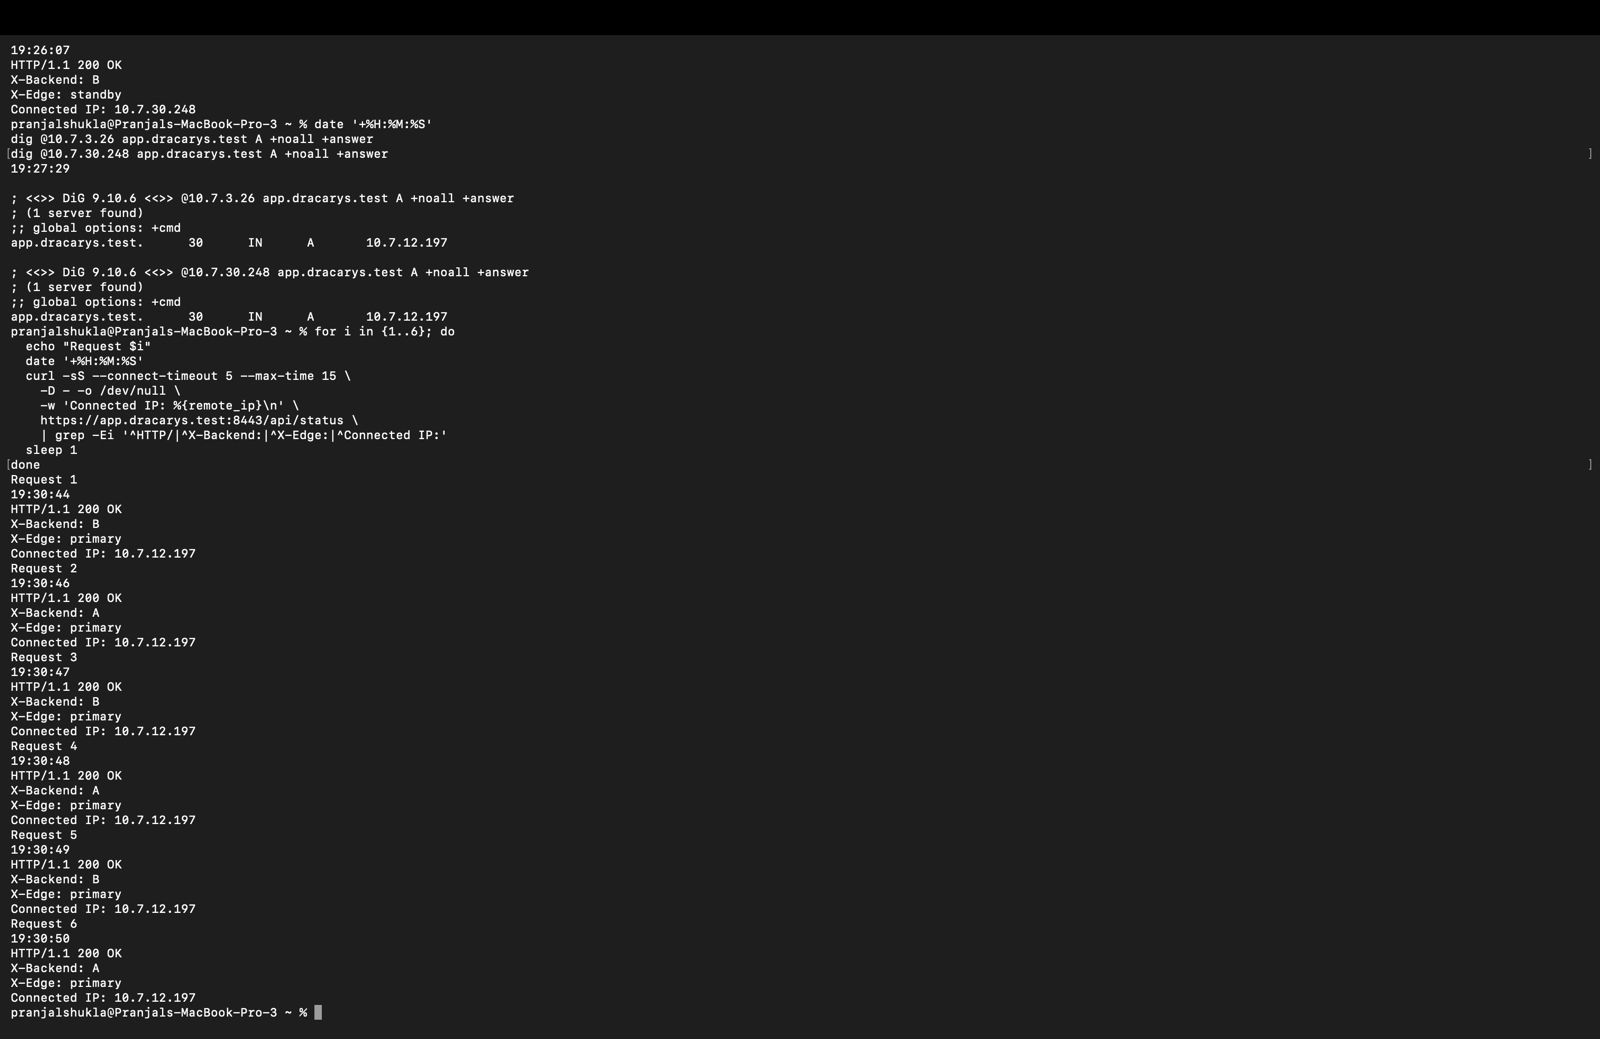 19:26:07
HTTP/1.1 200 OK
X-Backend: B
X-Edge: standby
Connected IP: 10.7.30.248
pranjalshukla@Pranjals-MacBook-Pro-3 ~ % date '+%H:%M:%S'
dig @10.7.3.26 app.dracarys.test A +noall +answer
[dig @10.7.30.248 app.dracarys.test A +noall +answer ]
19:27:29

; <<>> DiG 9.10.6 <<>> @10.7.3.26 app.dracarys.test A +noall +answer
; (1 server found)
;; global options: +cmd
app.dracarys.test. 30 IN A 10.7.12.197

; <<>> DiG 9.10.6 <<>> @10.7.30.248 app.dracarys.test A +noall +answer
; (1 server found)
;; global options: +cmd
app.dracarys.test. 30 IN A 10.7.12.197
pranjalshukla@Pranjals-MacBook-Pro-3 ~ % for i in {1..6}; do
  echo "Request $i"
  date '+%H:%M:%S'
  curl -sS --connect-timeout 5 --max-time 15 \
    -D - -o /dev/null \
    -w 'Connected IP: %{remote_ip}\n' \
    https://app.dracarys.test:8443/api/status \
    | grep -Ei '^HTTP/|^X-Backend:|^X-Edge:|^Connected IP:'
  sleep 1
[done ]
Request 1
19:30:44
HTTP/1.1 200 OK
X-Backend: B
X-Edge: primary
Connected IP: 10.7.12.197
Request 2
19:30:46
HTTP/1.1 200 OK
X-Backend: A
X-Edge: primary
Connected IP: 10.7.12.197
Request 3
19:30:47
HTTP/1.1 200 OK
X-Backend: B
X-Edge: primary
Connected IP: 10.7.12.197
Request 4
19:30:48
HTTP/1.1 200 OK
X-Backend: A
X-Edge: primary
Connected IP: 10.7.12.197
Request 5
19:30:49
HTTP/1.1 200 OK
X-Backend: B
X-Edge: primary
Connected IP: 10.7.12.197
Request 6
19:30:50
HTTP/1.1 200 OK
X-Backend: A
X-Edge: primary
Connected IP: 10.7.12.197
pranjalshukla@Pranjals-MacBook-Pro-3 ~ %